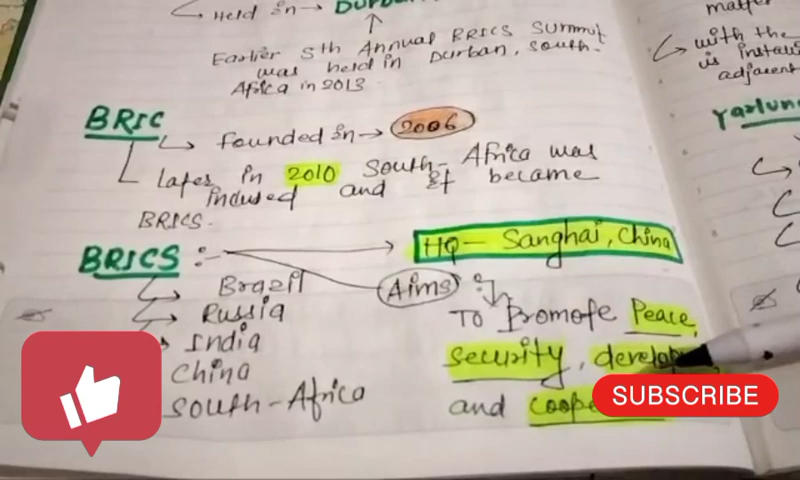 Held in →
Earlier 5th Annual BRICS Summit
was held in Durban, South-
Africa in 2013.
BRIC
founded in → 2006
Later in 2010 South-Africa was
included and it became
BRICS.
BRICS :-
HQ - Sanghai, China
Brazil
Russia
India
China
South-Africa
Aims :
To Promote Peace,
security,
and
matter
with the
is
adjacent
SUBSCRIBE